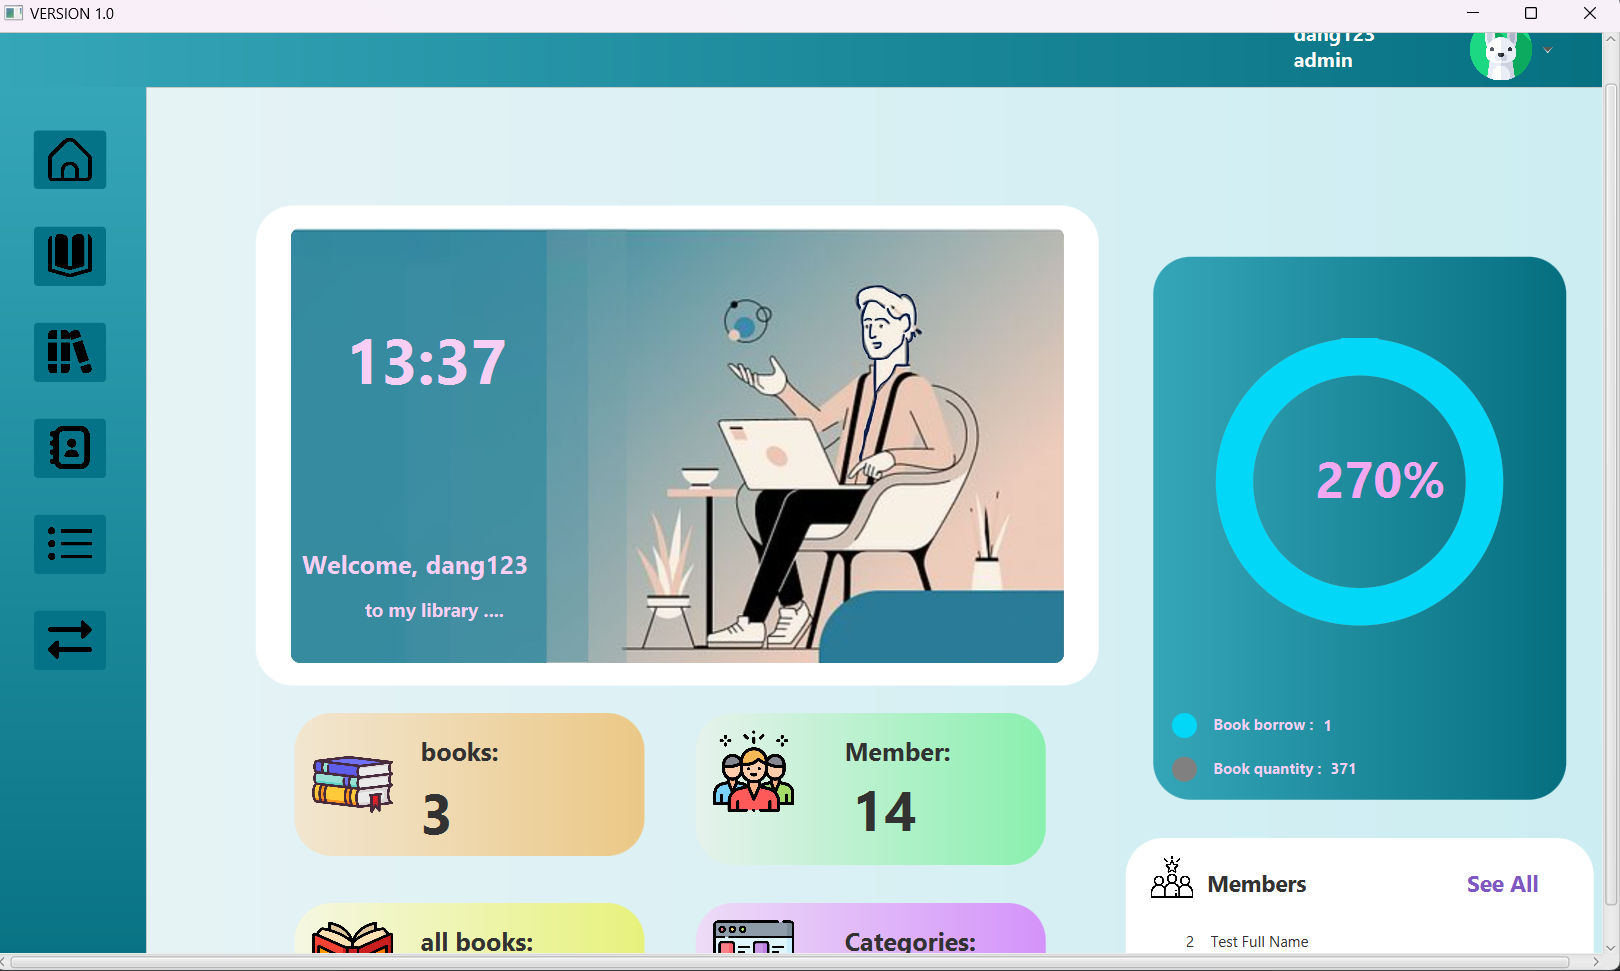 VERSION 1.0
dang123
admin
13:37
Welcome, dang123
to my library ....
270%
Book borrow : 1
Book quantity : 371
books:
3
Member:
14
all books:
Categories:
Members
See All
2 Test Full Name